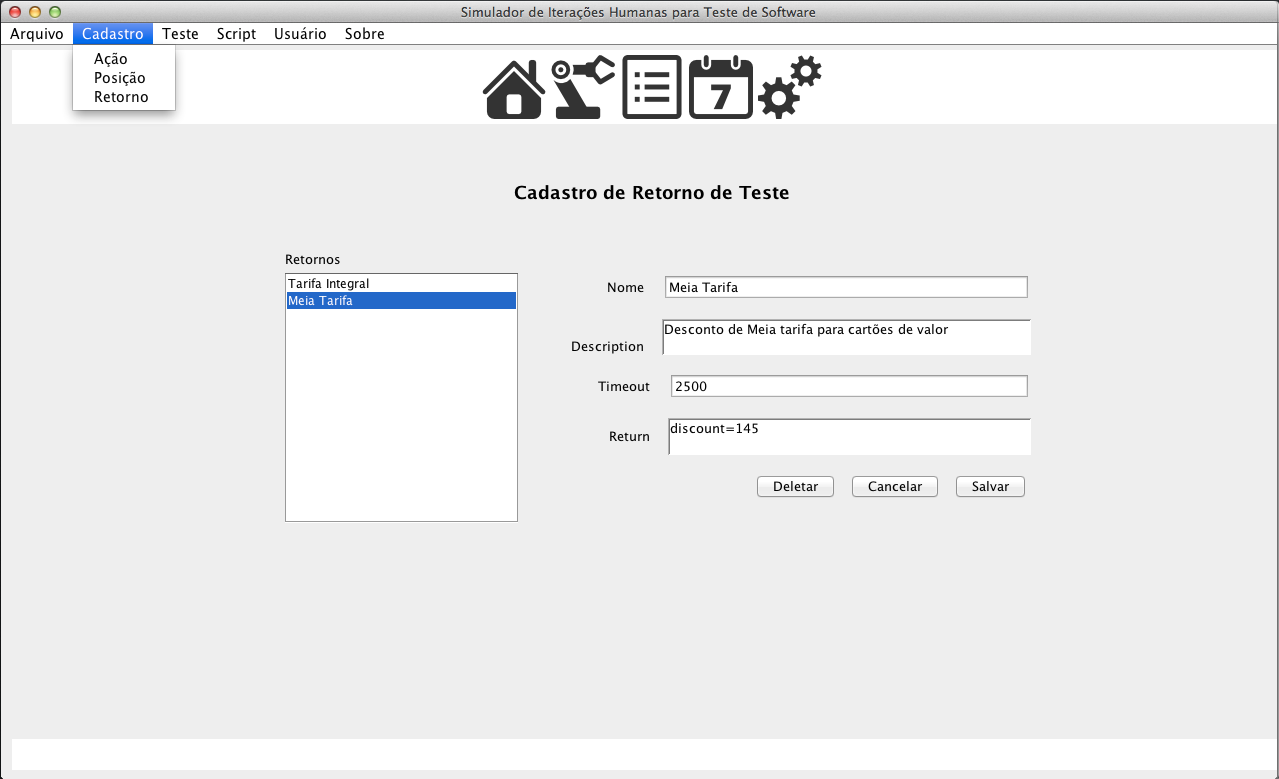 Simulador de Iterações Humanas para Teste de Software
Arquivo Cadastro Teste Script Usuário Sobre
Ação
Posição
Retorno
7
Cadastro de Retorno de Teste
Retornos
Tarifa Integral
Meia Tarifa
Nome Meia Tarifa
Description Desconto de Meia tarifa para cartões de valor
Timeout 2500
Return discount=145
Deletar Cancelar Salvar